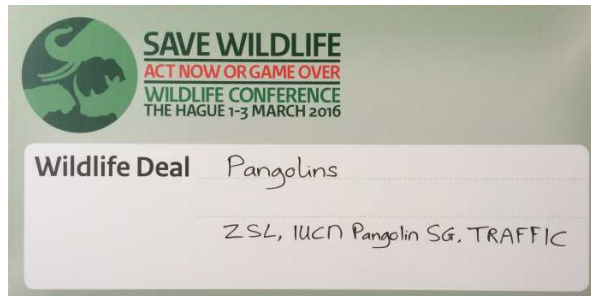 SAVE WILDLIFE
ACT NOW OR GAME OVER
WILDLIFE CONFERENCE
THE HAGUE 1-3 MARCH 2016
Wildlife Deal Pangolins
ZSL, IUCN Pangolin SG, TRAFFIC